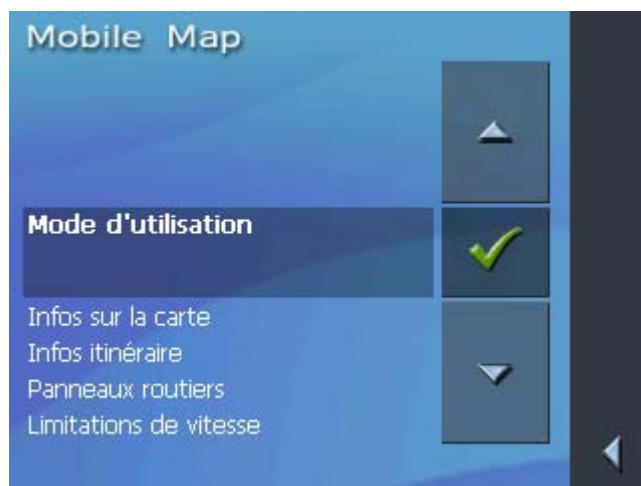 Mobile Map
Mode d'utilisation
Infos sur la carte
Infos itinéraire
Panneaux routiers
Limitations de vitesse